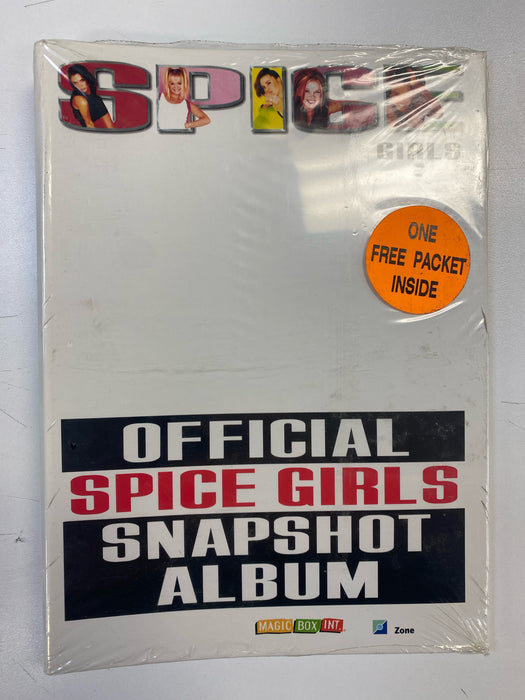 SPICE
GIRLS
ONE
FREE PACKET
INSIDE
OFFICIAL
SPICE GIRLS
SNAPSHOT
ALBUM
MAGIC BOX INT.
Zone